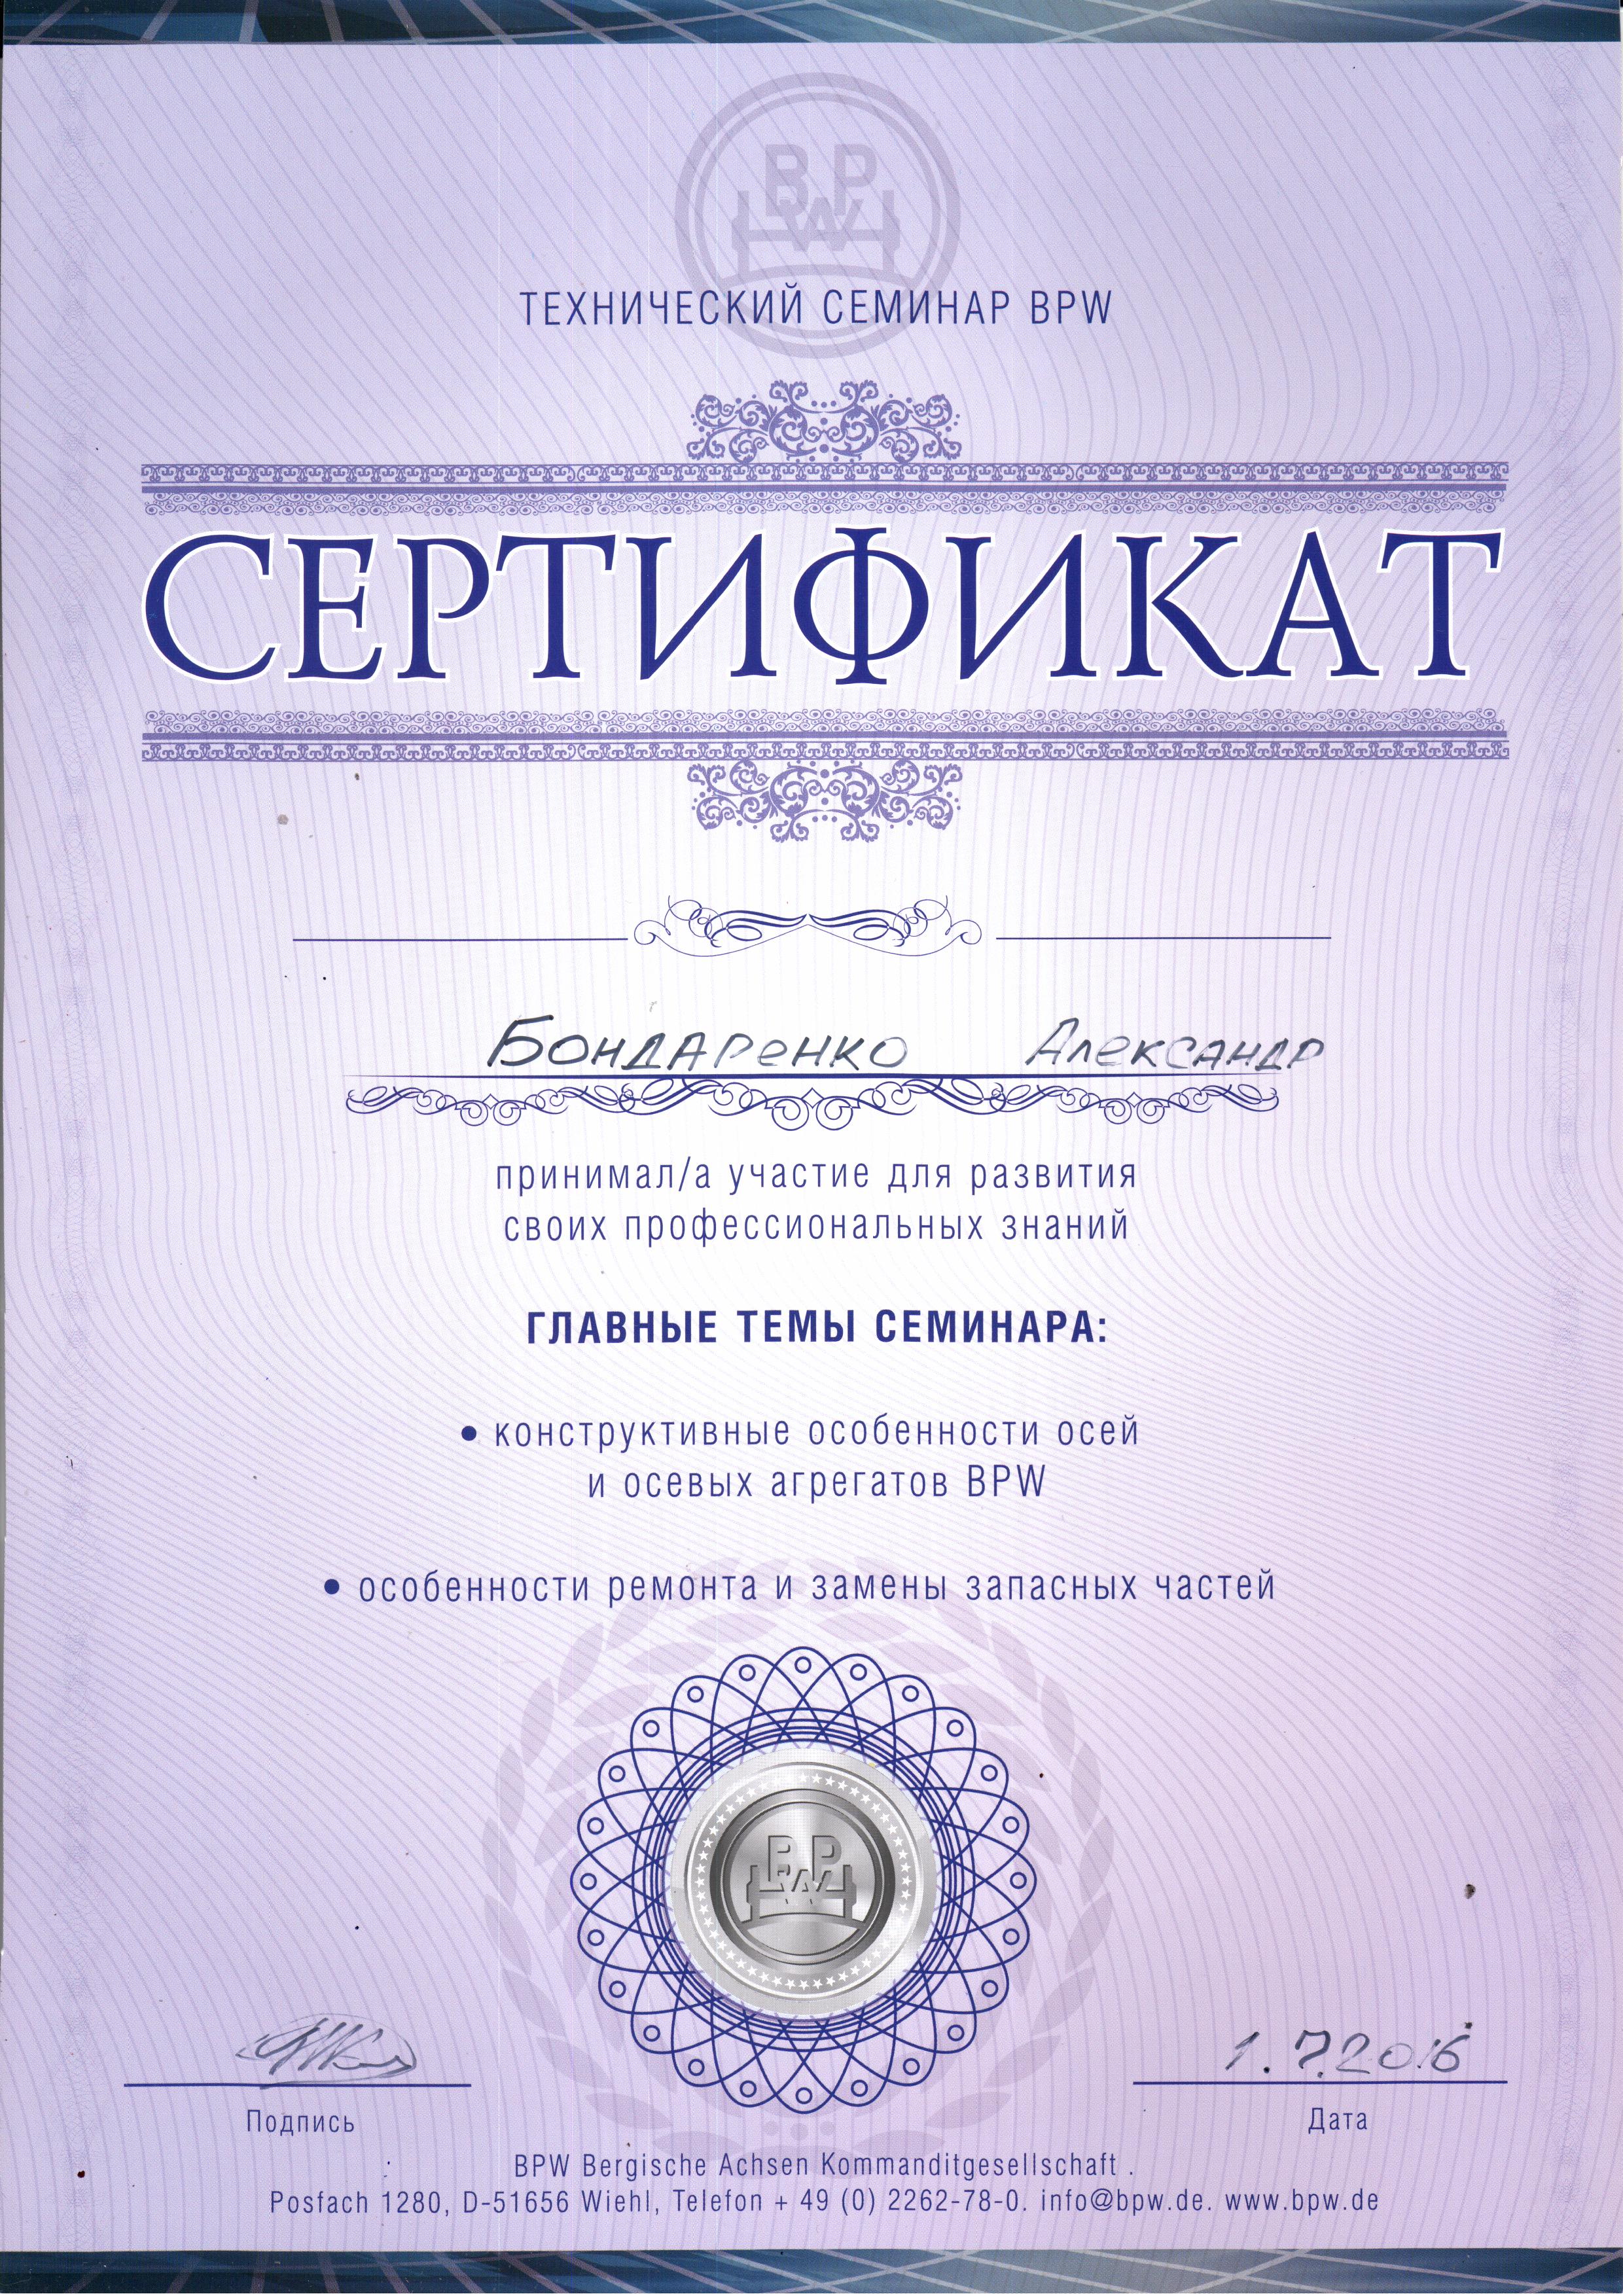 BPW
ТЕХНИЧЕСКИЙ СЕМИНАР BPW
СЕРТИФИКАТ
Бондаренко Александр
принимал/а участие для развития
своих профессиональных знаний
ГЛАВНЫЕ ТЕМЫ СЕМИНАРА:
• конструктивные особенности осей
и осевых агрегатов BPW
• особенности ремонта и замены запасных частей
BPW
1.7.2016
Подпись
Дата
BPW Bergische Achsen Kommanditgesellschaft .
Posfach 1280, D-51656 Wiehl, Telefon + 49 (0) 2262-78-0. info@bpw.de. www.bpw.de